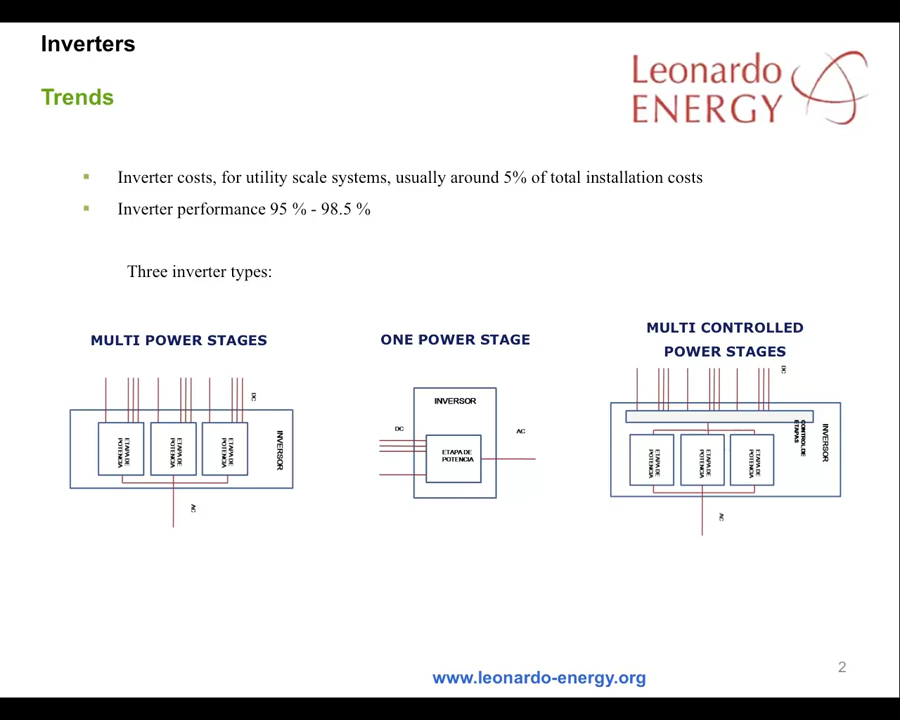 Inverters
Leonardo
ENERGY
Trends
Inverter costs, for utility scale systems, usually around 5% of total installation costs
Inverter performance 95 % - 98.5 %
Three inverter types:
MULTI POWER STAGES
DC
INVERSOR
ETAPA DE
POTENCIA
ETAPA DE
POTENCIA
ETAPA DE
POTENCIA
AC
ONE POWER STAGE
INVERSOR
DC
AC
ETAPA DE
POTENCIA
MULTI CONTROLLED
POWER STAGES
DC
CONTROL DE
ETAPAS
INVERSOR
ETAPA DE
POTENCIA
ETAPA DE
POTENCIA
ETAPA DE
POTENCIA
AC
www.leonardo-energy.org
2